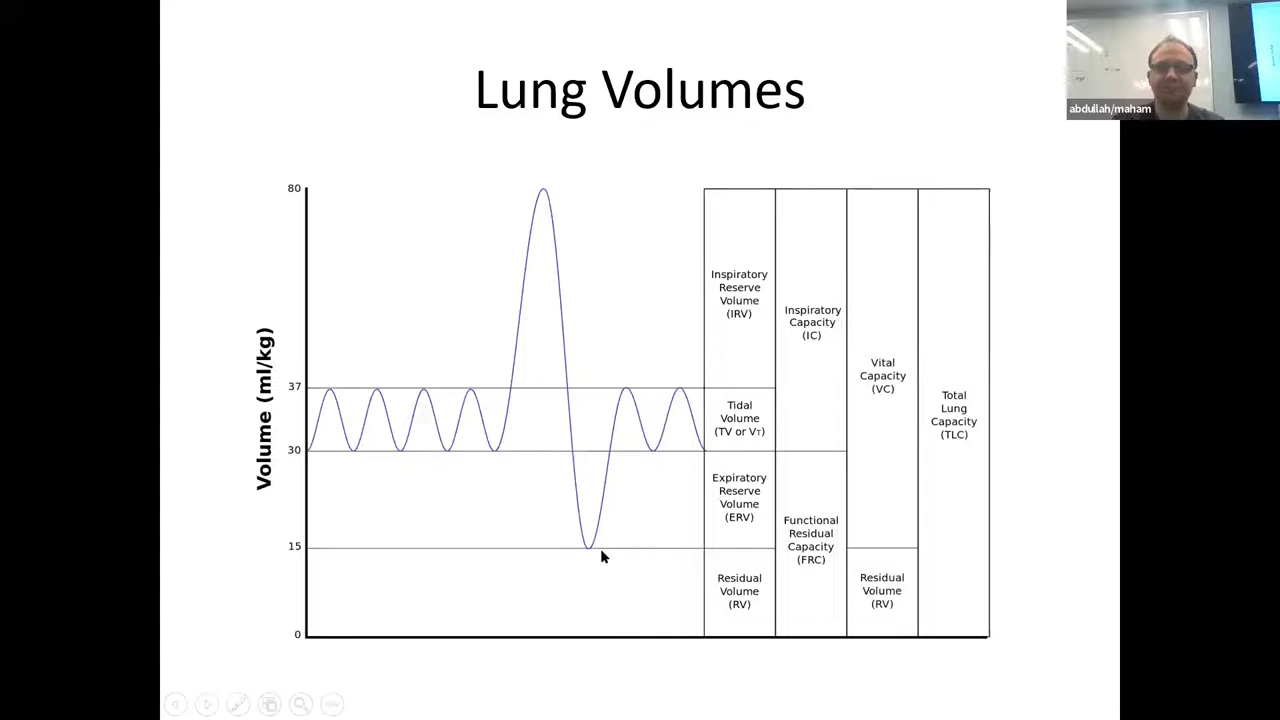 abdullah/maham
Lung Volumes
Volume (ml/kg)
80
37
30
15
0
Inspiratory
Reserve
Volume
(IRV)
Tidal
Volume
(TV or VT)
Expiratory
Reserve
Volume
(ERV)
Residual
Volume
(RV)
Inspiratory
Capacity
(IC)
Functional
Residual
Capacity
(FRC)
Vital
Capacity
(VC)
Residual
Volume
(RV)
Total
Lung
Capacity
(TLC)